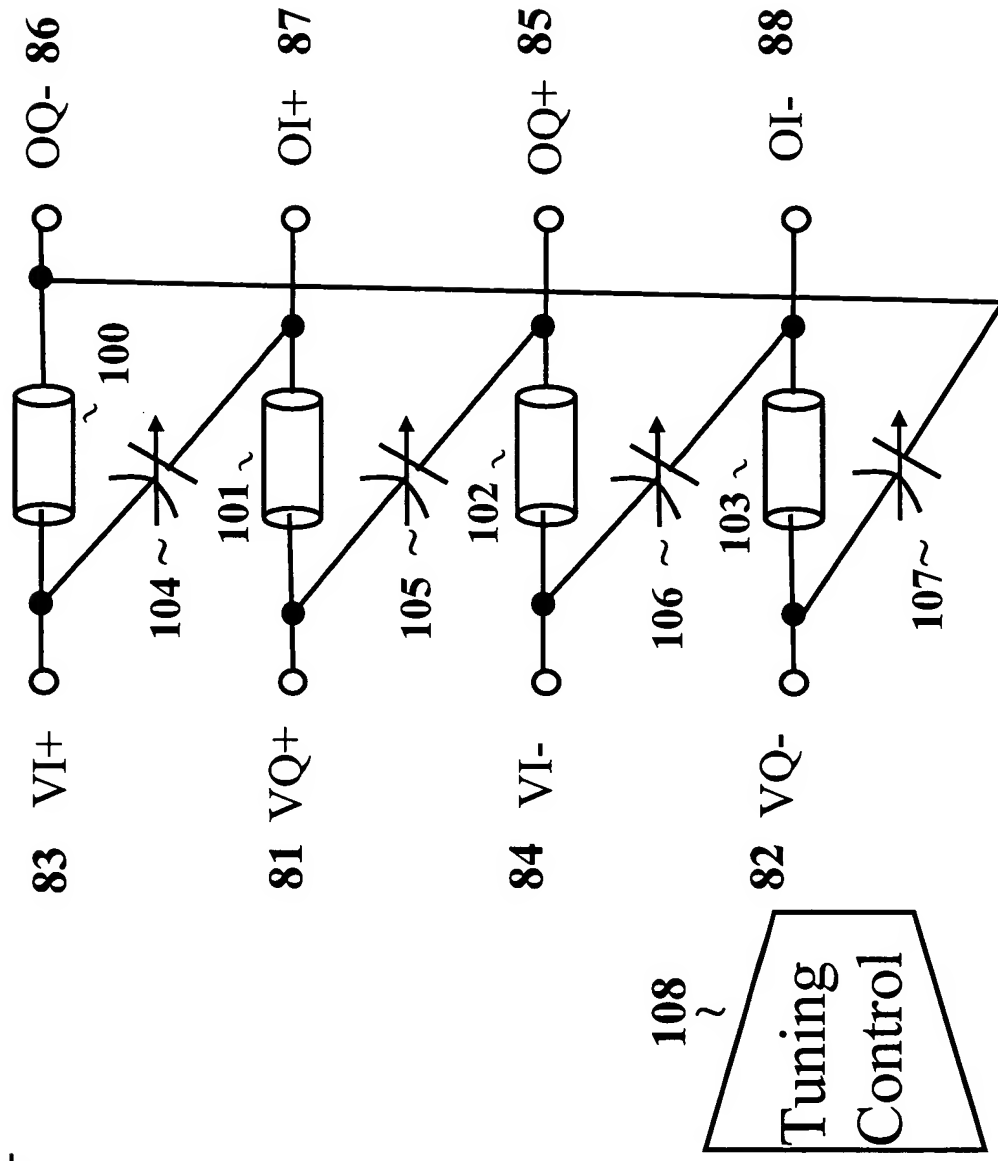 83 VI+
OQ- 86
100
104 ~
81 VQ+
OI+ 87
101 ~
105 ~
84 VI-
OQ+ 85
102 ~
106 ~
82 VQ-
OI- 88
103 ~
107~
108
~
Tuning
Control